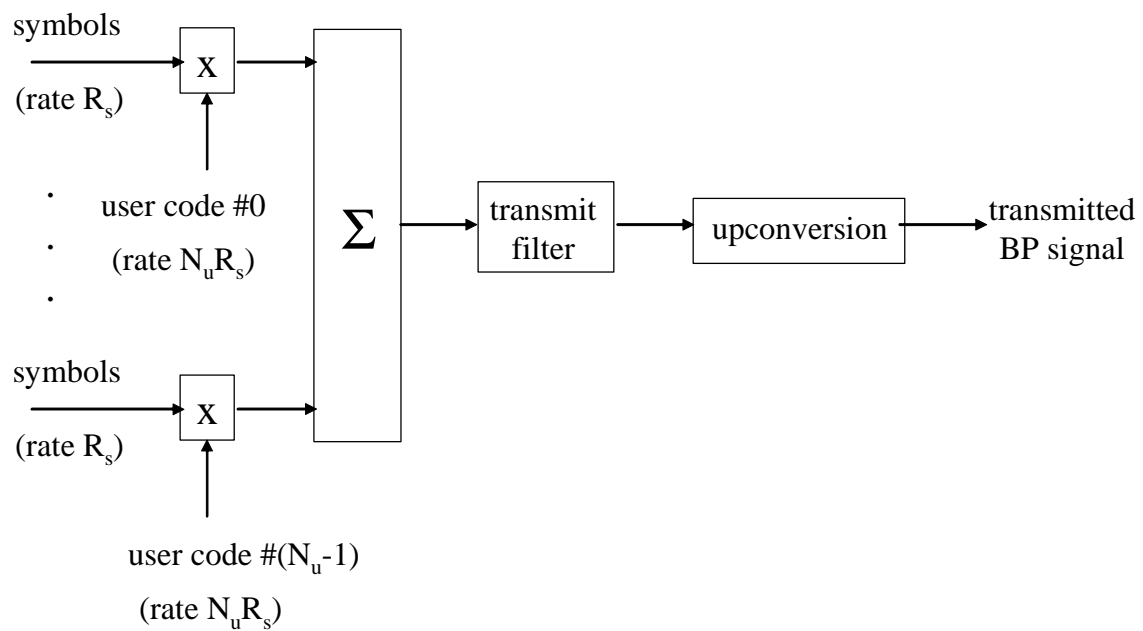 symbols
x
(rate R_s)
user code #0
(rate N_uR_s)
Σ
transmit
filter
upconversion
transmitted
BP signal
symbols
x
(rate R_s)
user code #(N_u-1)
(rate N_uR_s)